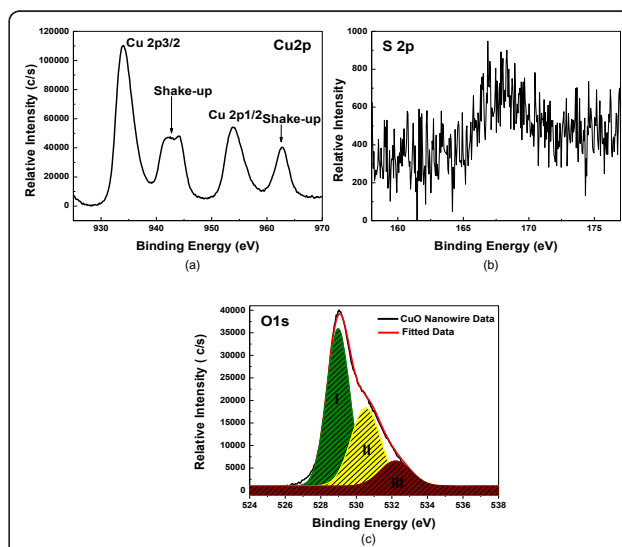 120000
100000
80000
60000
40000
20000
0
Relative Intensity (c/s)
Cu 2p3/2
Cu2p
Shake-up
Cu 2p1/2
Shake-up
930 940 950 960 970
Binding Energy (eV)
(a)
1000
800
600
400
200
0
Relative Intensity
S 2p
160 165 170 175
Binding Energy (eV)
(b)
40000
35000
30000
25000
20000
15000
10000
5000
0
Relative Intensity ( c/s)
O1s
CuO Nanowire Data
Fitted Data
I
II
III
524 526 528 530 532 534 536 538
Binding Energy (eV)
(c)